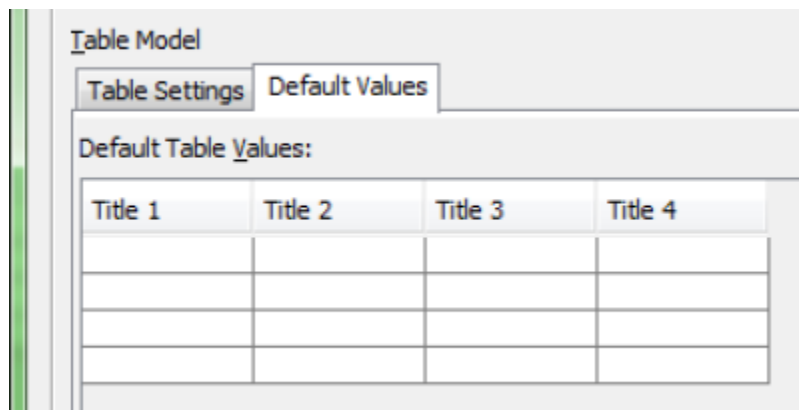 Table Model
Table Settings Default Values
Default Table Values:
Title 1 Title 2 Title 3 Title 4